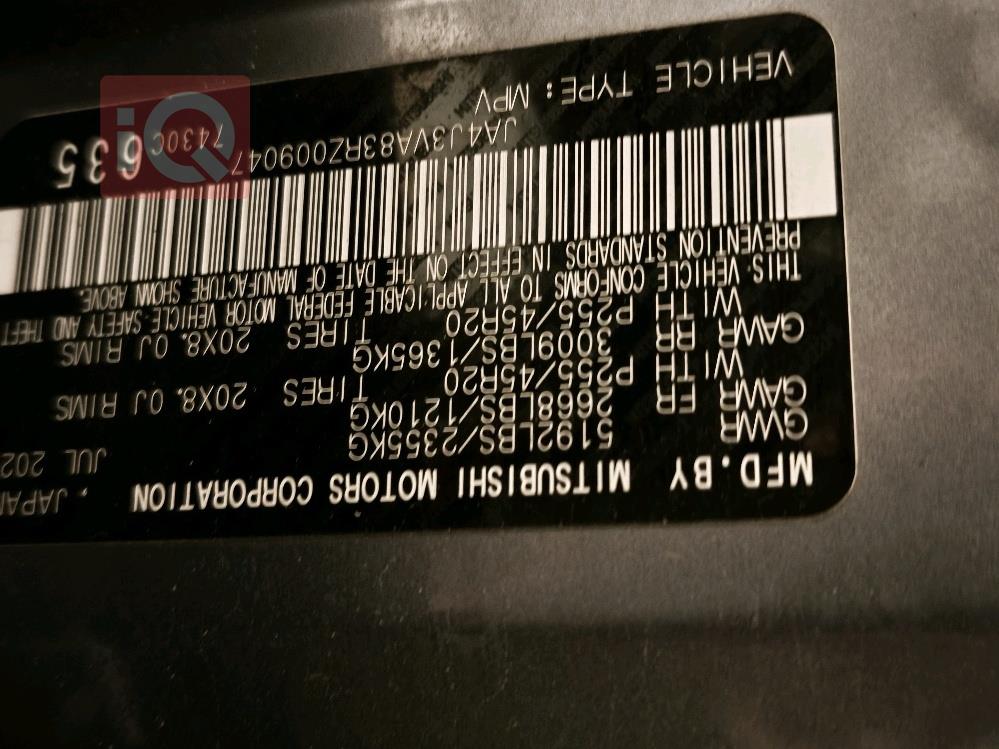 MFD. BY MITSUBISHI MOTORS CORPORATION . JAPAN
GVWR 5192LBS/2355KG JUL 202
GAWR FR 2668LBS/1210KG
WITH P255/45R20 TIRES 20X8.0J RIMS
GAWR RR 3009LBS/1365KG
WITH P255/45R20 TIRES 20X8.0J RIMS
THIS VEHICLE CONFORMS TO ALL APPLICABLE FEDERAL MOTOR VEHICLE SAFETY AND THEFT
PREVENTION STANDARDS IN EFFECT ON THE DATE OF MANUFACTURE SHOWN ABOVE.
JA4J3VA83RZ009047 7430C 635
VEHICLE TYPE: MPV
iQ